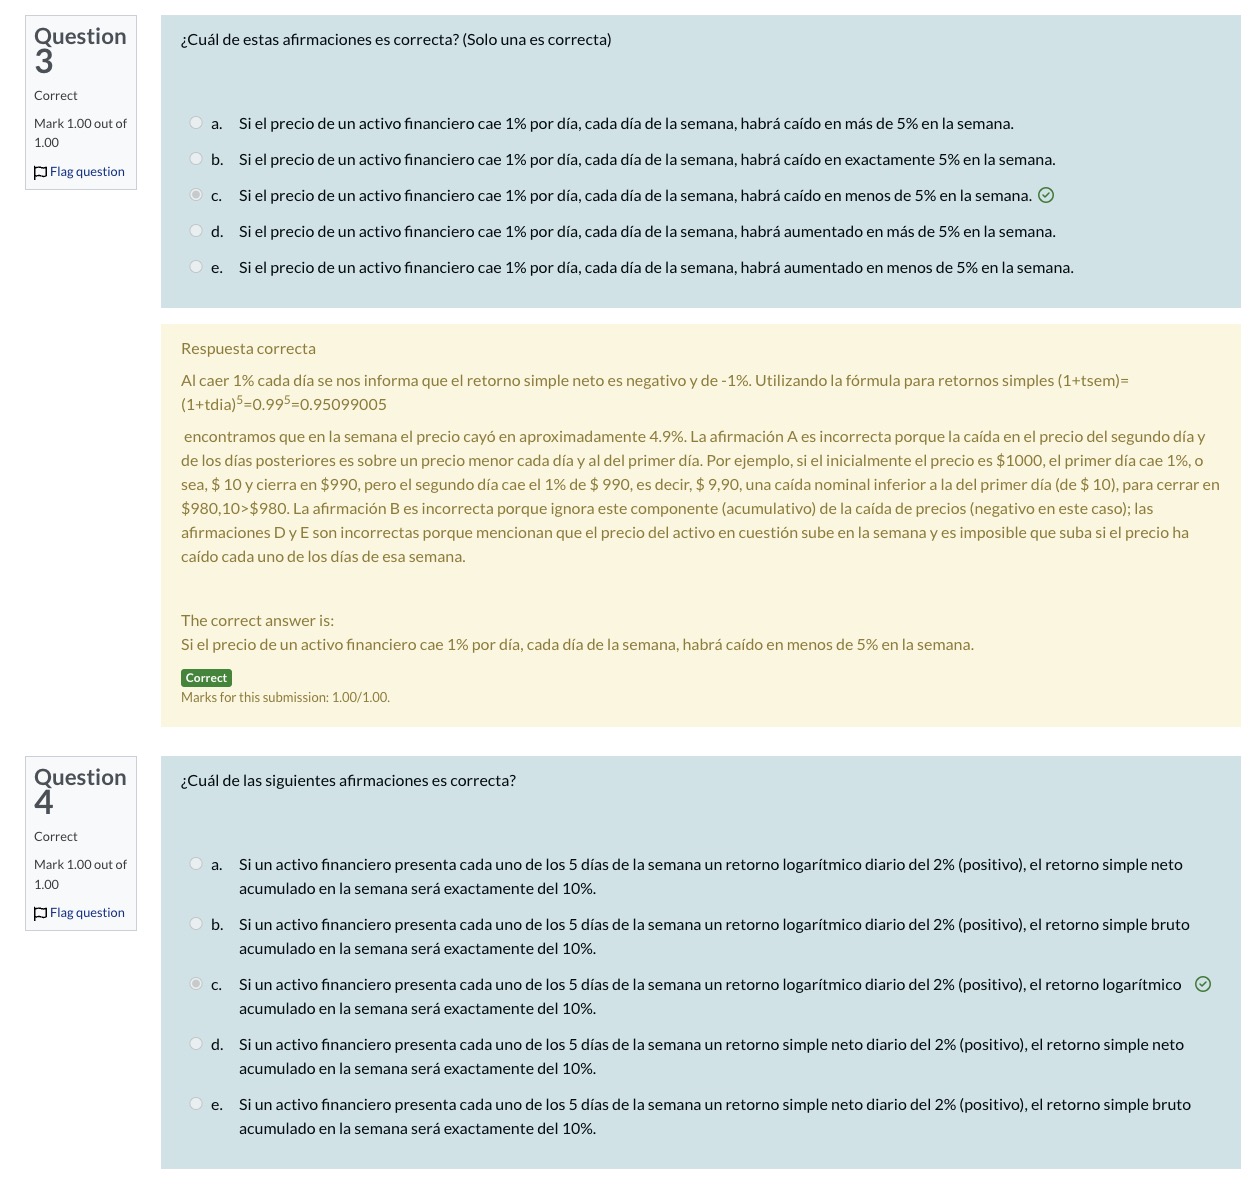 Question
3
Correct
Mark 1.00 out of
1.00
Flag question
¿Cuál de estas afirmaciones es correcta? (Solo una es correcta)
a. Si el precio de un activo financiero cae 1% por día, cada día de la semana, habrá caído en más de 5% en la semana.
b. Si el precio de un activo financiero cae 1% por día, cada día de la semana, habrá caído en exactamente 5% en la semana.
c. Si el precio de un activo financiero cae 1% por día, cada día de la semana, habrá caído en menos de 5% en la semana.
d. Si el precio de un activo financiero cae 1% por día, cada día de la semana, habrá aumentado en más de 5% en la semana.
e. Si el precio de un activo financiero cae 1% por día, cada día de la semana, habrá aumentado en menos de 5% en la semana.
Respuesta correcta
Al caer 1% cada día se nos informa que el retorno simple neto es negativo y de -1%. Utilizando la fórmula para retornos simples (1+tsem)=
(1+tdia)⁵=0.99⁵=0.95099005
encontramos que en la semana el precio cayó en aproximadamente 4.9%. La afirmación A es incorrecta porque la caída en el precio del segundo día y
de los días posteriores es sobre un precio menor cada día y al del primer día. Por ejemplo, si el inicialmente el precio es $1000, el primer día cae 1%, o
sea, $ 10 y cierra en $990, pero el segundo día cae el 1% de $ 990, es decir, $ 9,90, una caída nominal inferior a la del primer día (de $ 10), para cerrar en
$980,10>$980. La afirmación B es incorrecta porque ignora este componente (acumulativo) de la caída de precios (negativo en este caso); las
afirmaciones D y E son incorrectas porque mencionan que el precio del activo en cuestión sube en la semana y es imposible que suba si el precio ha
caído cada uno de los días de esa semana.
The correct answer is:
Si el precio de un activo financiero cae 1% por día, cada día de la semana, habrá caído en menos de 5% en la semana.
Correct
Marks for this submission: 1.00/1.00.
Question
4
Correct
Mark 1.00 out of
1.00
Flag question
¿Cuál de las siguientes afirmaciones es correcta?
a. Si un activo financiero presenta cada uno de los 5 días de la semana un retorno logarítmico diario del 2% (positivo), el retorno simple neto
acumulado en la semana será exactamente del 10%.
b. Si un activo financiero presenta cada uno de los 5 días de la semana un retorno logarítmico diario del 2% (positivo), el retorno simple bruto
acumulado en la semana será exactamente del 10%.
c. Si un activo financiero presenta cada uno de los 5 días de la semana un retorno logarítmico diario del 2% (positivo), el retorno logarítmico
acumulado en la semana será exactamente del 10%.
d. Si un activo financiero presenta cada uno de los 5 días de la semana un retorno simple neto diario del 2% (positivo), el retorno simple neto
acumulado en la semana será exactamente del 10%.
e. Si un activo financiero presenta cada uno de los 5 días de la semana un retorno simple neto diario del 2% (positivo), el retorno simple bruto
acumulado en la semana será exactamente del 10%.